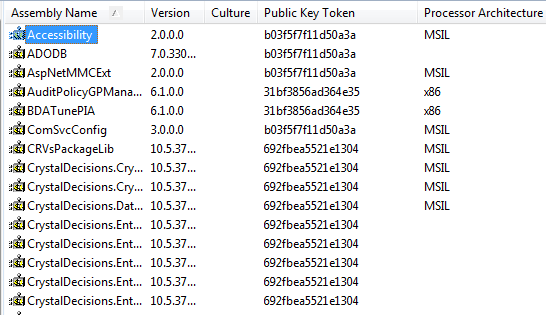 Assembly Name Version Culture Public Key Token Processor Architecture
Accessibility 2.0.0.0 b03f5f7f11d50a3a MSIL
ADODB 7.0.330... b03f5f7f11d50a3a
AspNetMMCExt 2.0.0.0 b03f5f7f11d50a3a MSIL
AuditPolicyGPMana... 6.1.0.0 31bf3856ad364e35 x86
BDATunePIA 6.1.0.0 31bf3856ad364e35 x86
ComSvcConfig 3.0.0.0 b03f5f7f11d50a3a MSIL
CRVsPackageLib 10.5.37... 692fbea5521e1304 MSIL
CrystalDecisions.Cry... 10.5.37... 692fbea5521e1304 MSIL
CrystalDecisions.Cry... 10.5.37... 692fbea5521e1304 MSIL
CrystalDecisions.Dat... 10.5.37... 692fbea5521e1304 MSIL
CrystalDecisions.Ent... 10.5.37... 692fbea5521e1304
CrystalDecisions.Ent... 10.5.37... 692fbea5521e1304
CrystalDecisions.Ent... 10.5.37... 692fbea5521e1304
CrystalDecisions.Ent... 10.5.37... 692fbea5521e1304
CrystalDecisions.Ent... 10.5.37... 692fbea5521e1304